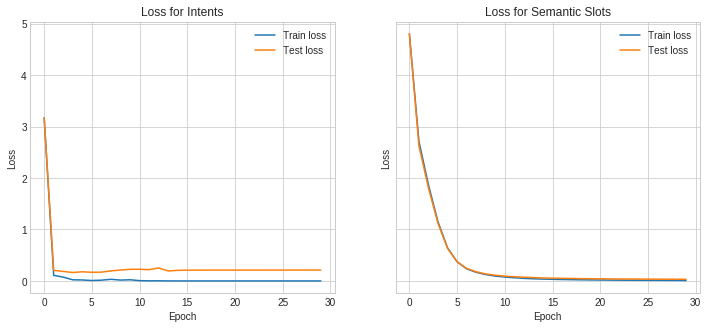 Loss for Intents
Train loss
Test loss
5
4
3
2
1
0
Loss
0 5 10 15 20 25 30
Epoch
Loss for Semantic Slots
Train loss
Test loss
Loss
0 5 10 15 20 25 30
Epoch